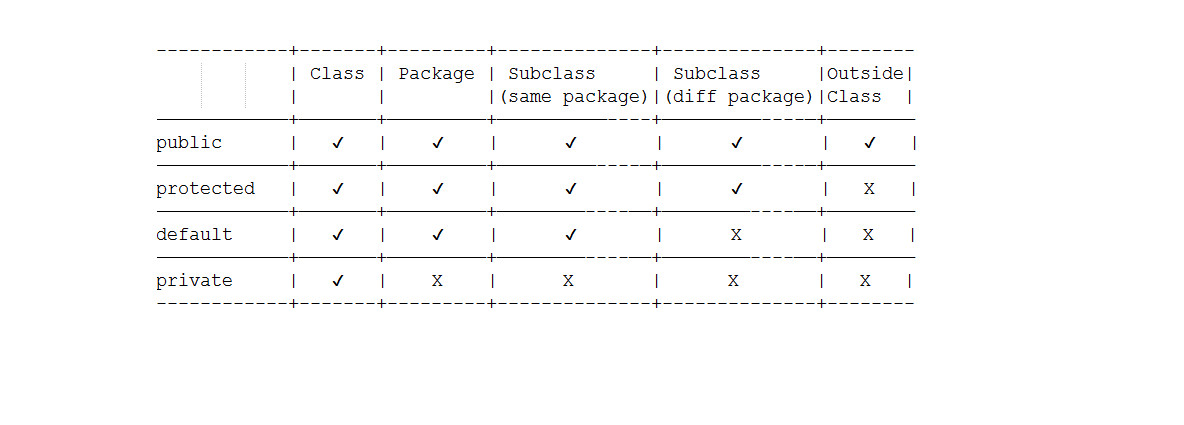 ------------+-------+---------+--------------+--------------+--------
| Class | Package | Subclass | Subclass |Outside|
| | |(same package)|(diff package)|Class |
————————————+———————+—————————+—————————-----+—————————-----+————————
public | ✓ | ✓ | ✓ | ✓ | ✓ |
————————————+———————+—————————+—————————-----+—————————-----+————————
protected | ✓ | ✓ | ✓ | ✓ | X |
————————————+———————+—————————+————————------+————————------+————————
default | ✓ | ✓ | ✓ | X | X |
————————————+———————+—————————+————————------+————————------+————————
private | ✓ | X | X | X | X |
------------+-------+---------+--------------+--------------+--------